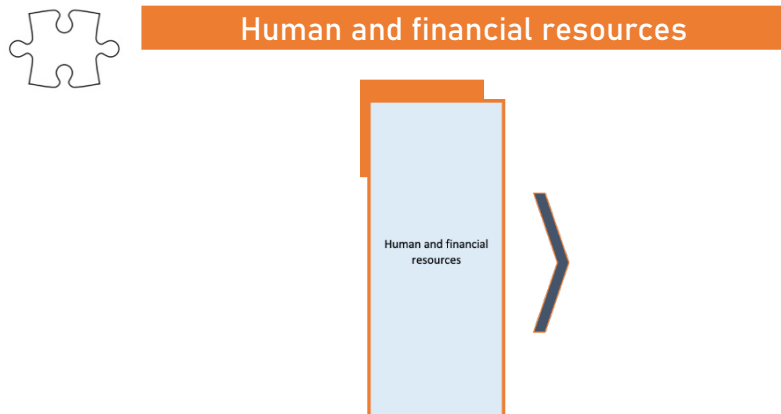 Human and financial resources
Human and financial
resources